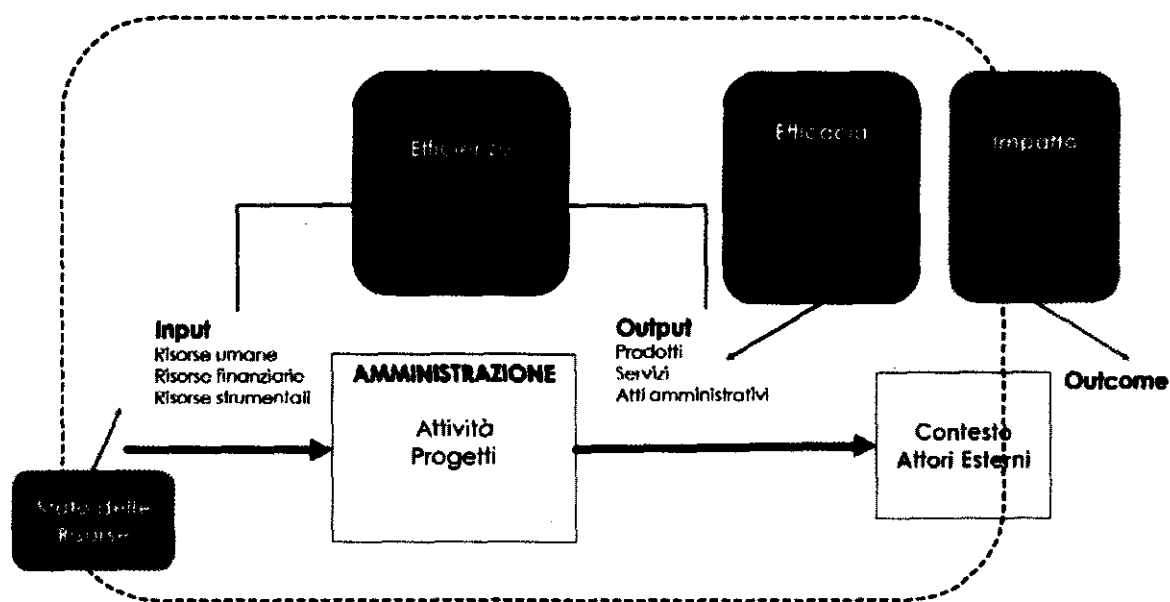 Efficienza
Efficacia
Impatto
Input
Risorse umane
Risorse finanziarie
Risorse strumentali
Output
Prodotti
Servizi
Atti amministrativi
AMMINISTRAZIONE
Attività
Progetti
Outcome
Contesto
Attori Esterni
Stato delle
Risorse